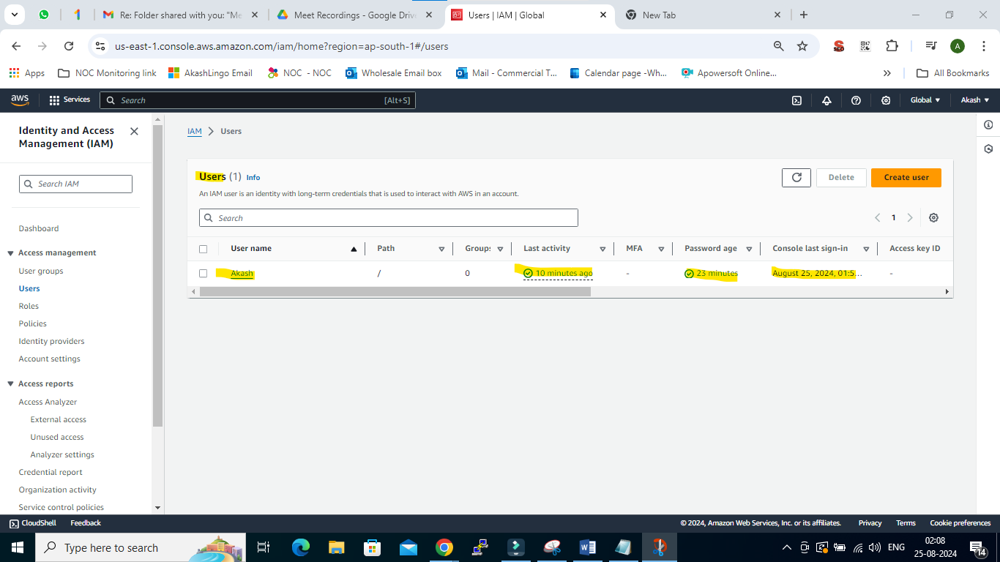 Re: Folder shared with you: "Me
Meet Recordings - Google Drive
Users | IAM | Global
New Tab
us-east-1.console.aws.amazon.com/iam/home?region=ap-south-1#/users
A
Apps
NOC Monitoring link
AkashLingo Email
NOC - NOC
Wholesale Email box
Mail - Commercial T...
Calendar page -Wh...
Apowersoft Online...
All Bookmarks
aws
Services
Search
[Alt+S]
Global
Akash
Identity and Access
Management (IAM)
Search IAM
Dashboard
Access management
User groups
Users
Roles
Policies
Identity providers
Account settings
Access reports
Access Analyzer
External access
Unused access
Analyzer settings
Credential report
Organization activity
Service control policies
IAM > Users
Users (1) Info
Delete
Create user
An IAM user is an identity with long-term credentials that is used to interact with AWS in an account.
Search
1
User name
Path
Groups
Last activity
MFA
Password age
Console last sign-in
Access key ID
Akash
/
0
10 minutes ago
-
23 minutes
August 25, 2024, 01:5...
-
CloudShell
Feedback
© 2024, Amazon Web Services, Inc. or its affiliates.
Privacy
Terms
Cookie preferences
Type here to search
ENG
02:08
25-08-2024
14